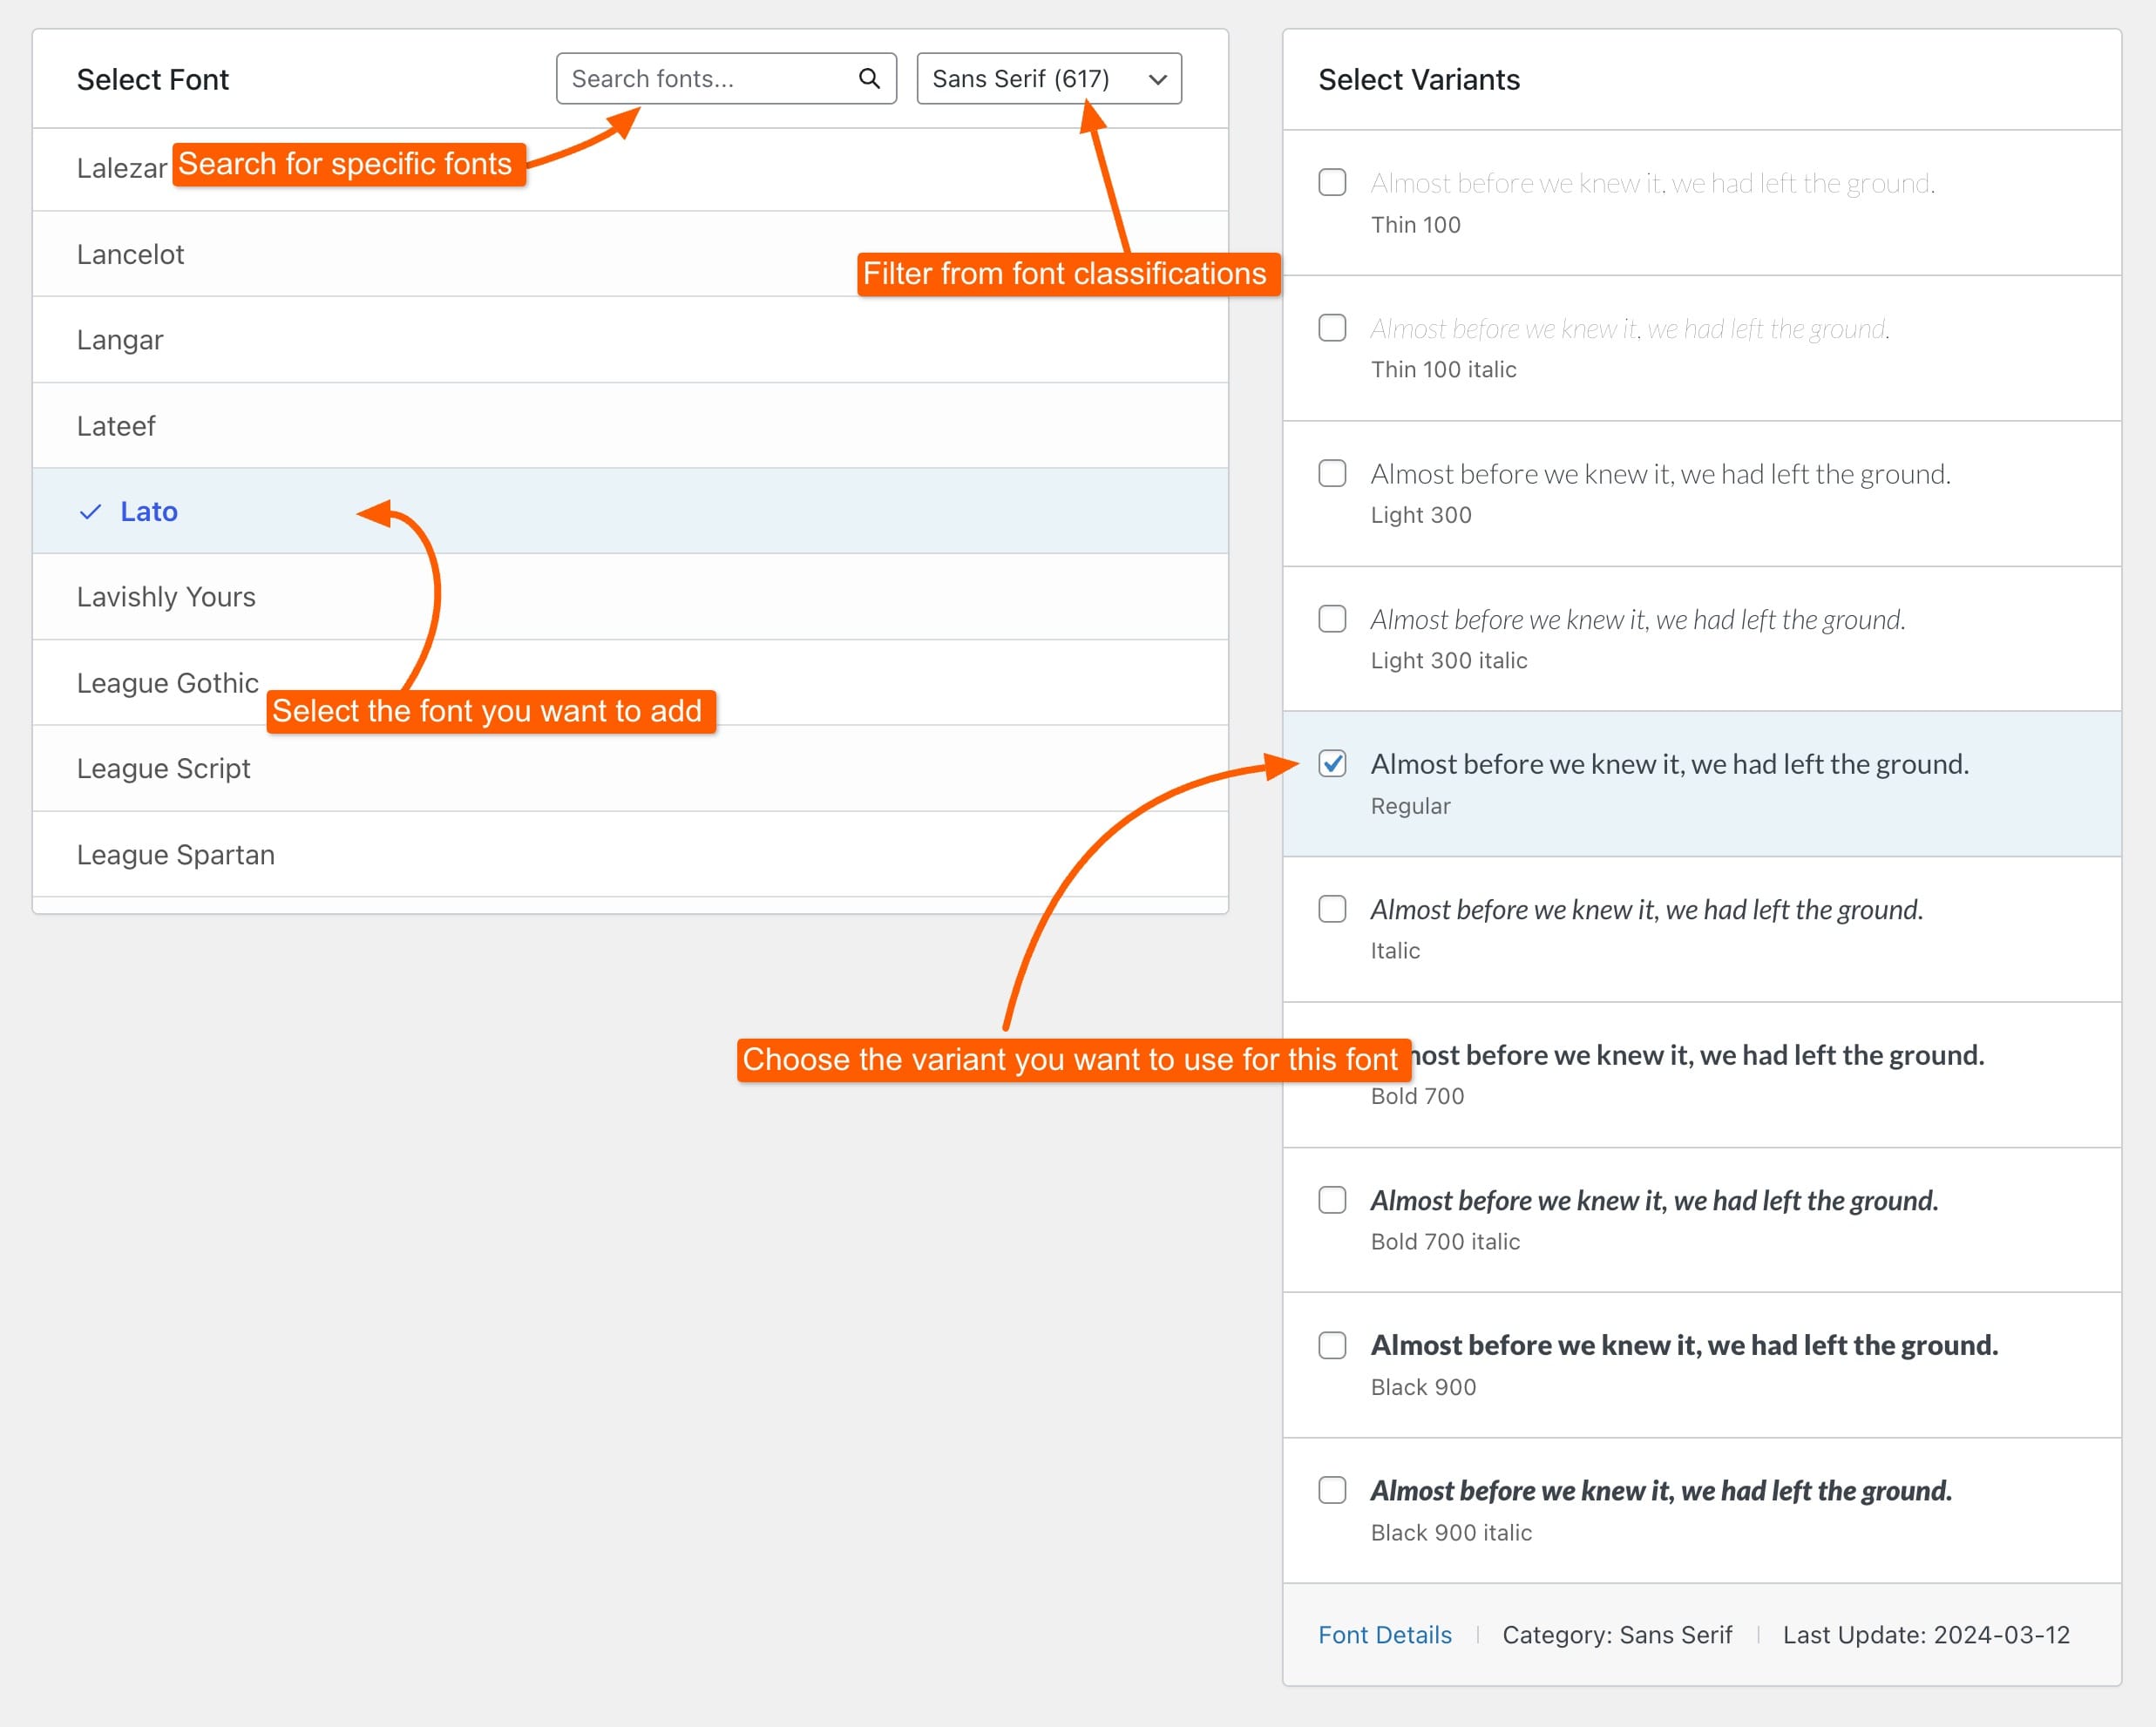 Select Font
Search fonts...
Sans Serif (617)
Lalezar
Search for specific fonts
Lancelot
Filter from font classifications
Langar
Lateef
Lato
Lavishly Yours
League Gothic
Select the font you want to add
League Script
League Spartan
Choose the variant you want to use for this font
Select Variants
Almost before we knew it, we had left the ground.
Thin 100
Almost before we knew it, we had left the ground.
Thin 100 italic
Almost before we knew it, we had left the ground.
Light 300
Almost before we knew it, we had left the ground.
Light 300 italic
Almost before we knew it, we had left the ground.
Regular
Almost before we knew it, we had left the ground.
Italic
before we knew it, we had left the ground.
Bold 700
Almost before we knew it, we had left the ground.
Bold 700 italic
Almost before we knew it, we had left the ground.
Black 900
Almost before we knew it, we had left the ground.
Black 900 italic
Font Details
Category: Sans Serif
Last Update: 2024-03-12